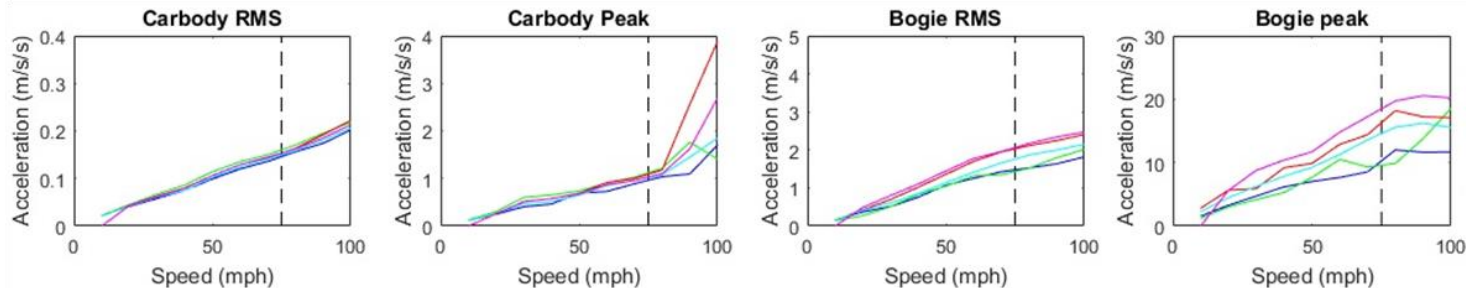 Carbody RMS
Acceleration (m/s/s)
0.4
0.3
0.2
0.1
0
0 50 100
Speed (mph)
Carbody Peak
Acceleration (m/s/s)
4
3
2
1
0
0 50 100
Speed (mph)
Bogie RMS
Acceleration (m/s/s)
5
4
3
2
1
0
0 50 100
Speed (mph)
Bogie peak
Acceleration (m/s/s)
30
20
10
0
0 50 100
Speed (mph)